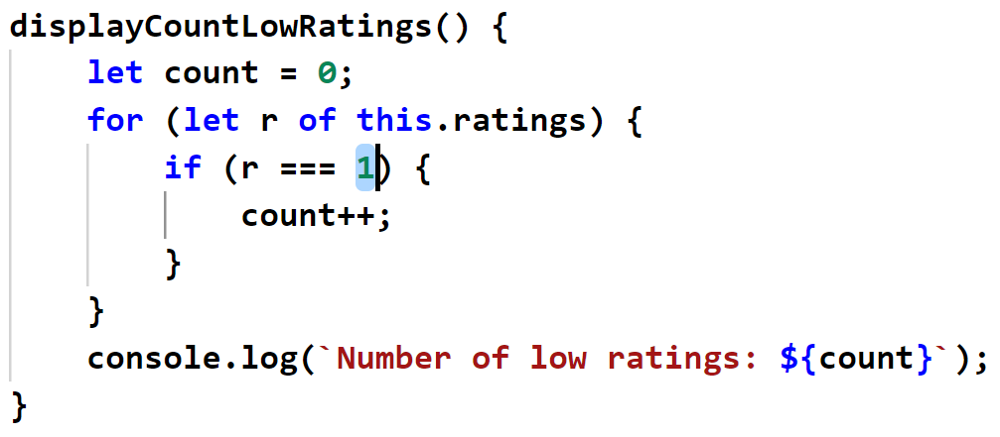 displayCountLowRatings() {
    let count = 0;
    for (let r of this.ratings) {
        if (r === 1) {
            count++;
        }
    }
    console.log(`Number of low ratings: ${count}`);
}